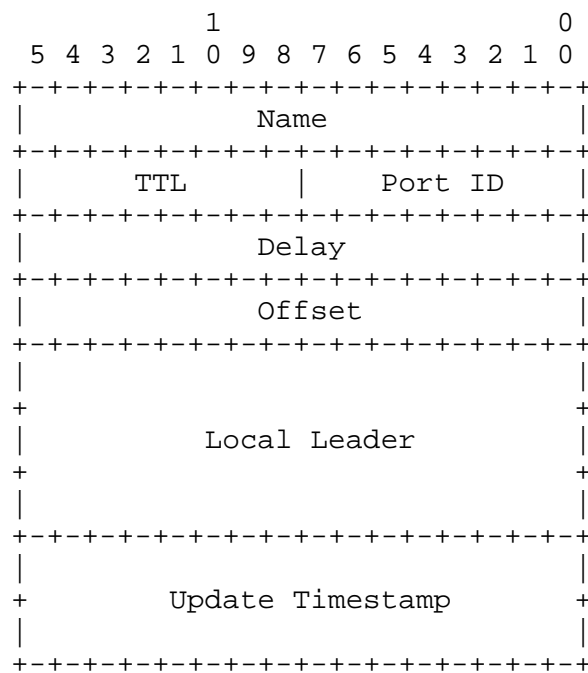 1                   0
 5 4 3 2 1 0 9 8 7 6 5 4 3 2 1 0
+-+-+-+-+-+-+-+-+-+-+-+-+-+-+-+-+
|             Name              |
+-+-+-+-+-+-+-+-+-+-+-+-+-+-+-+-+
|      TTL      |    Port ID    |
+-+-+-+-+-+-+-+-+-+-+-+-+-+-+-+-+
|             Delay             |
+-+-+-+-+-+-+-+-+-+-+-+-+-+-+-+-+
|             Offset            |
+-+-+-+-+-+-+-+-+-+-+-+-+-+-+-+-+
|                               |
+                               +
|          Local Leader         |
+                               +
|                               |
+-+-+-+-+-+-+-+-+-+-+-+-+-+-+-+-+
|                               |
+        Update Timestamp       +
|                               |
+-+-+-+-+-+-+-+-+-+-+-+-+-+-+-+-+